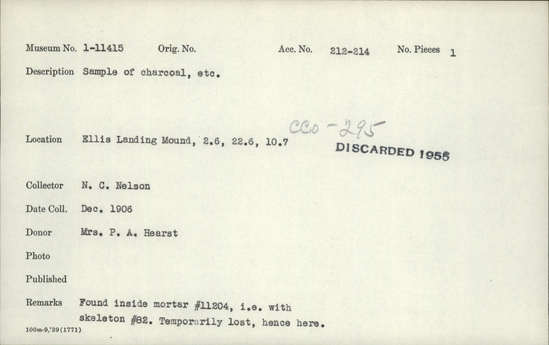 Museum No. 1-11415 Orig. No. Acc. No. 212-214 No. Pieces 1
Description Sample of charcoal, etc.
CCo-295
Location Ellis Landing Mound, 2.6, 22.6, 10.7
DISCARDED 1955
Collector N. C. Nelson
Date Coll. Dec. 1906
Donor Mrs. P. A. Hearst
Photo
Published
Remarks Found inside mortar #11204, i.e. with
skeleton #82. Temporarily lost, hence here.
100m-9,'29(1771)